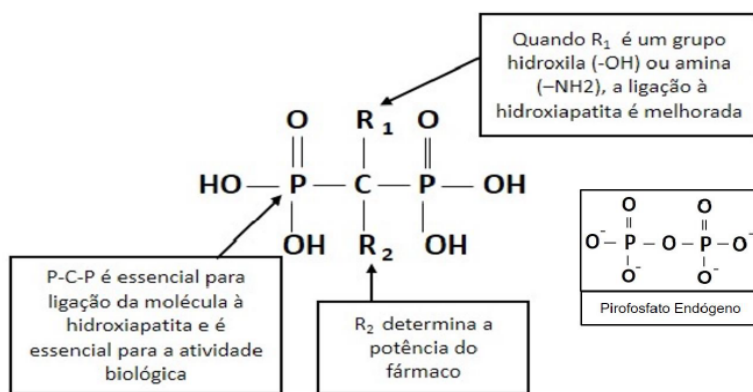 Quando R₁ é um grupo
hidroxila (-OH) ou amina
(–NH2), a ligação à
hidroxiapatita é melhorada
O R₁ O
HO P C P OH
OH R₂ OH
P-C-P é essencial para
ligação da molécula à
hidroxiapatita e é
essencial para a atividade
biológica
R₂ determina a
potência do
fármaco
O O
O⁻ P O P O⁻
O⁻ O⁻
Pirofosfato Endógeno